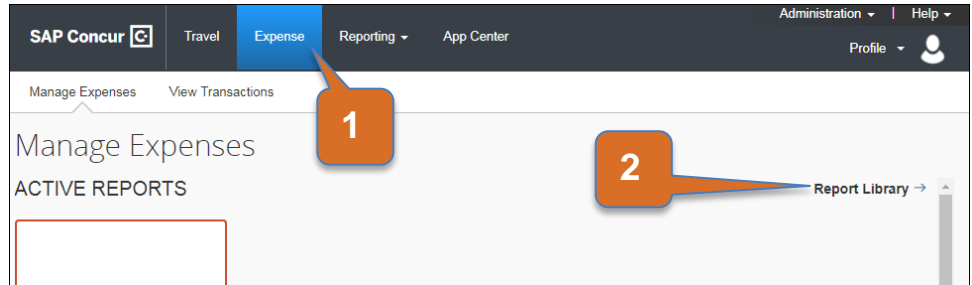 Administration | Help
SAP Concur C Travel Expense Reporting App Center
Profile
Manage Expenses View Transactions
1
Manage Expenses
2
ACTIVE REPORTS
Report Library →